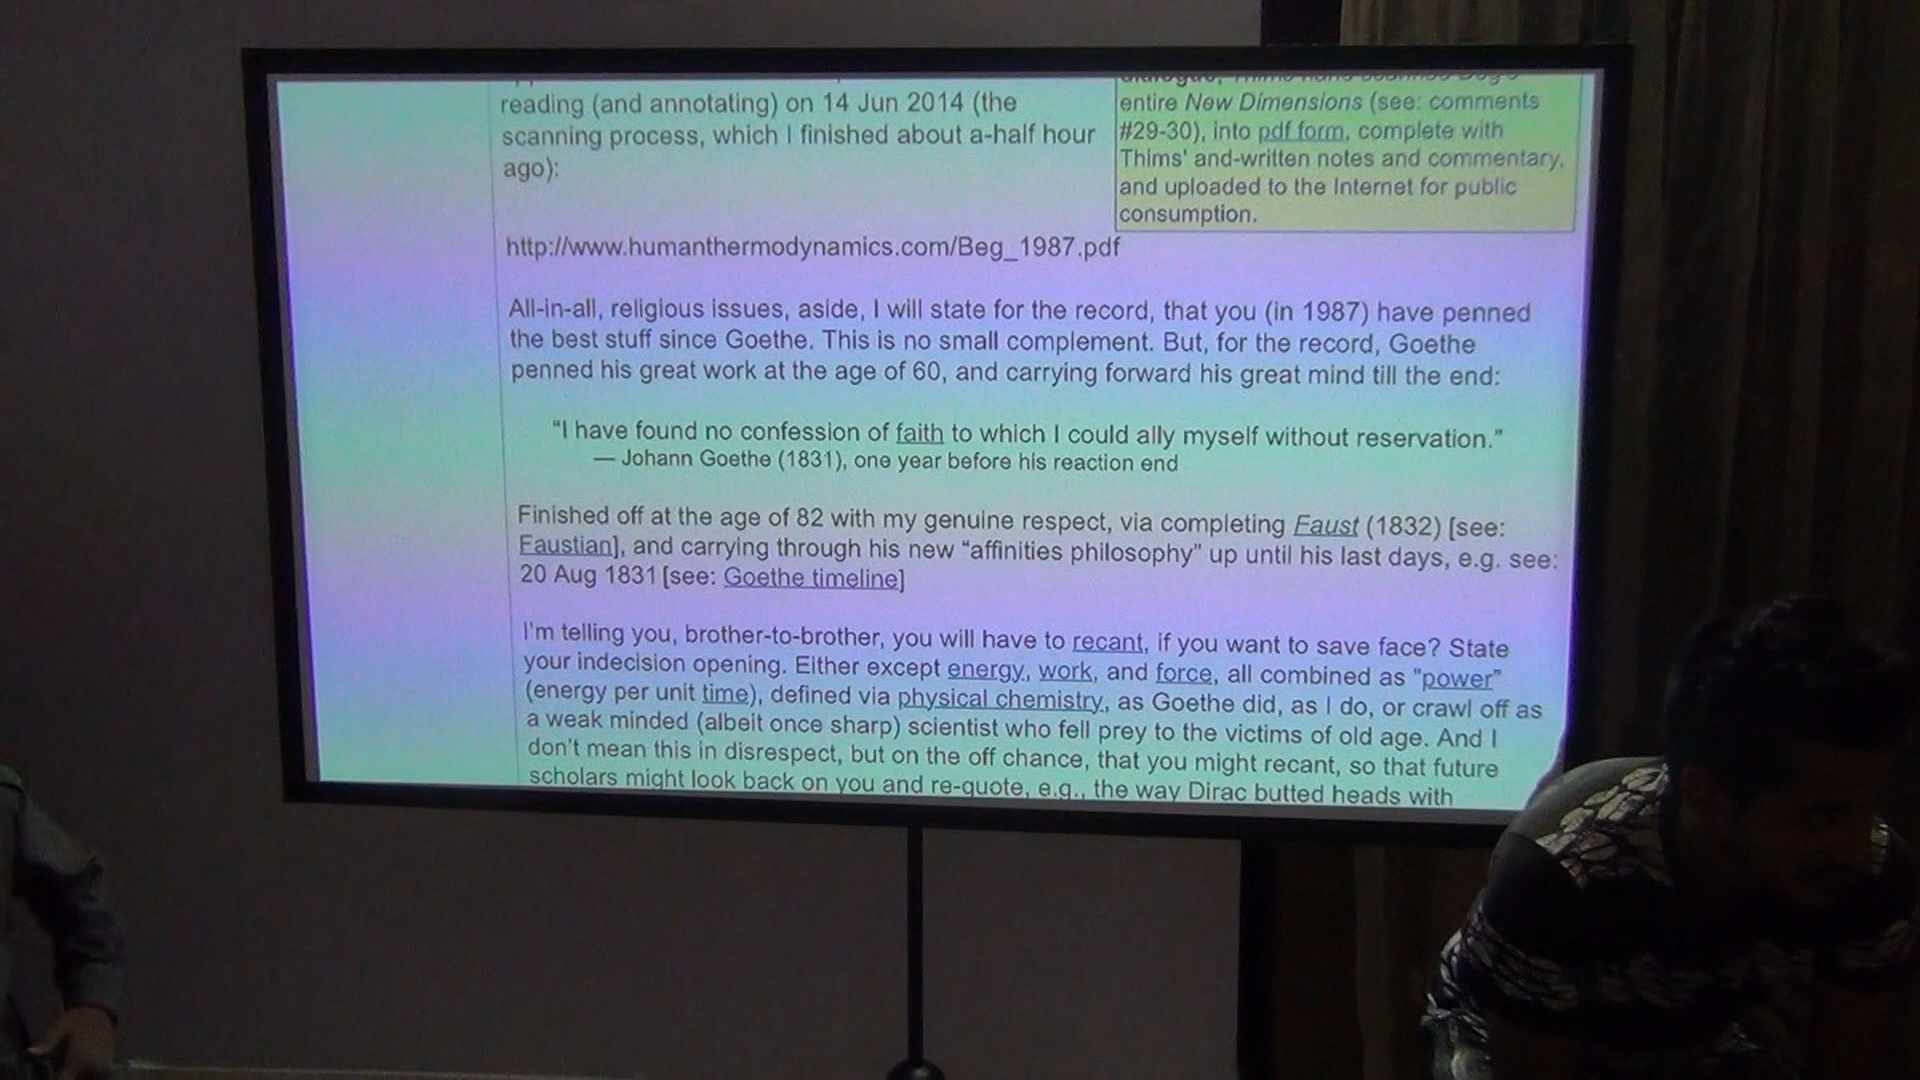 reading (and annotating) on 14 Jun 2014 (the
scanning process, which I finished about a-half hour
ago):
entire New Dimensions (see: comments
#29-30), into pdf form, complete with
Thims' and-written notes and commentary,
and uploaded to the Internet for public
consumption.
http://www.humanthermodynamics.com/Beg_1987.pdf
All-in-all, religious issues, aside, I will state for the record, that you (in 1987) have penned
the best stuff since Goethe. This is no small complement. But, for the record, Goethe
penned his great work at the age of 60, and carrying forward his great mind till the end:
“I have found no confession of faith to which I could ally myself without reservation.”
— Johann Goethe (1831), one year before his reaction end
Finished off at the age of 82 with my genuine respect, via completing Faust (1832) [see:
Faustian], and carrying through his new “affinities philosophy” up until his last days, e.g. see:
20 Aug 1831 [see: Goethe timeline]
I'm telling you, brother-to-brother, you will have to recant, if you want to save face? State
your indecision opening. Either except energy, work, and force, all combined as “power”
(energy per unit time), defined via physical chemistry, as Goethe did, as I do, or crawl off as
a weak minded (albeit once sharp) scientist who fell prey to the victims of old age. And I
don't mean this in disrespect, but on the off chance, that you might recant, so that future
scholars might look back on you and re-quote, e.g., the way Dirac butted heads with